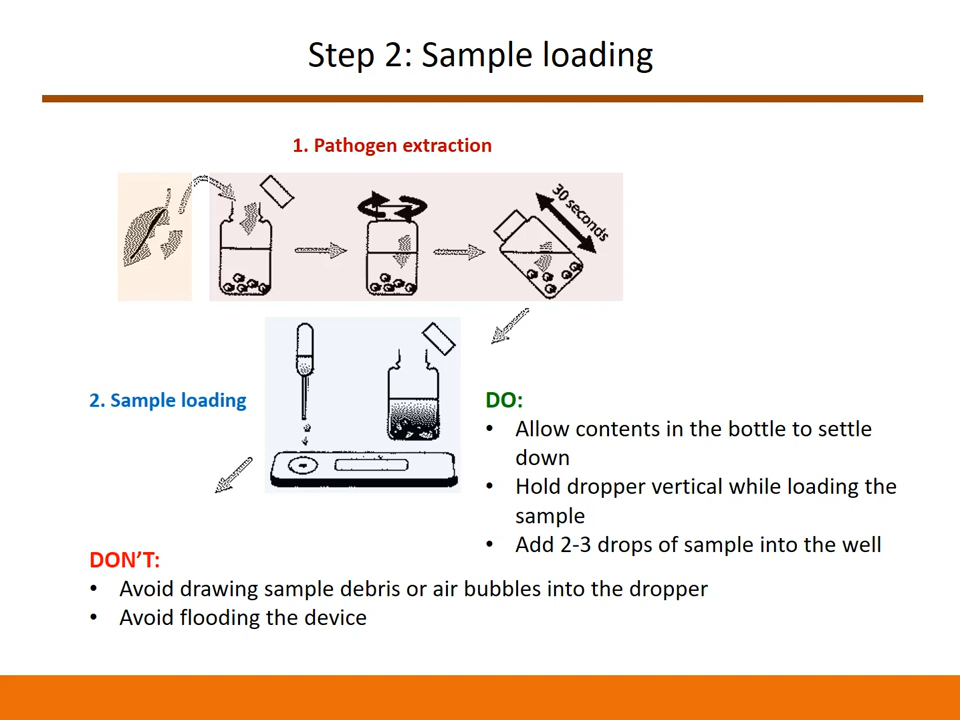 Step 2: Sample loading
1. Pathogen extraction
30 seconds
2. Sample loading
DO:
• Allow contents in the bottle to settle
down
• Hold dropper vertical while loading the
sample
• Add 2-3 drops of sample into the well
DON’T:
• Avoid drawing sample debris or air bubbles into the dropper
• Avoid flooding the device